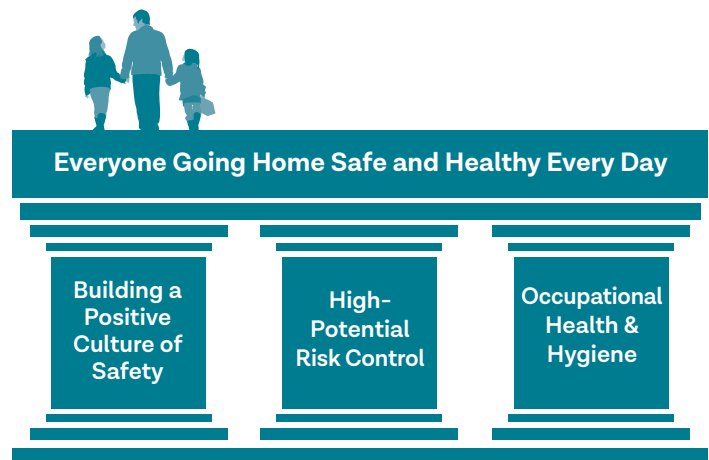 Everyone Going Home Safe and Healthy Every Day
Building a
Positive
Culture of
Safety
High-
Potential
Risk Control
Occupational
Health &
Hygiene